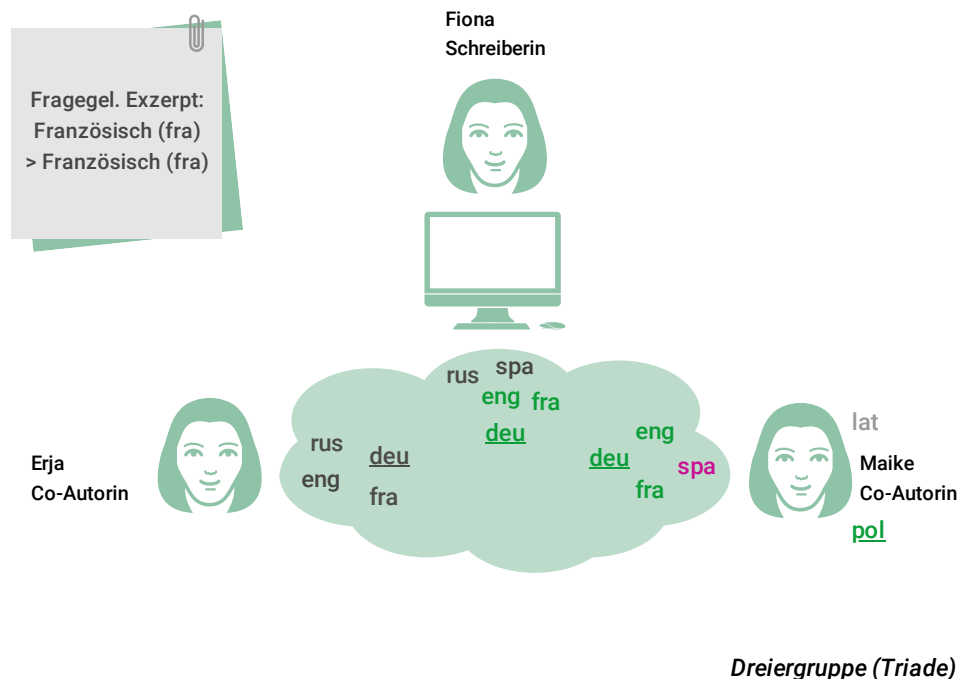 Fiona
Schreiberin
Fragegel. Exzerpt:
Französisch (fra)
> Französisch (fra)
rus spa
eng fra
deu
rus deu
eng fra
eng
deu spa
fra
Erja
Co-Autorin
lat
Maike
Co-Autorin
pol
Dreiergruppe (Triade)